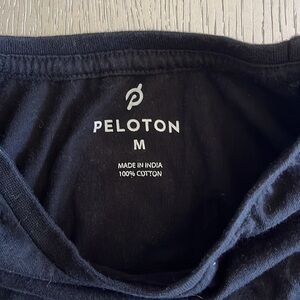 PELOTON
M
MADE IN INDIA
100% COTTON